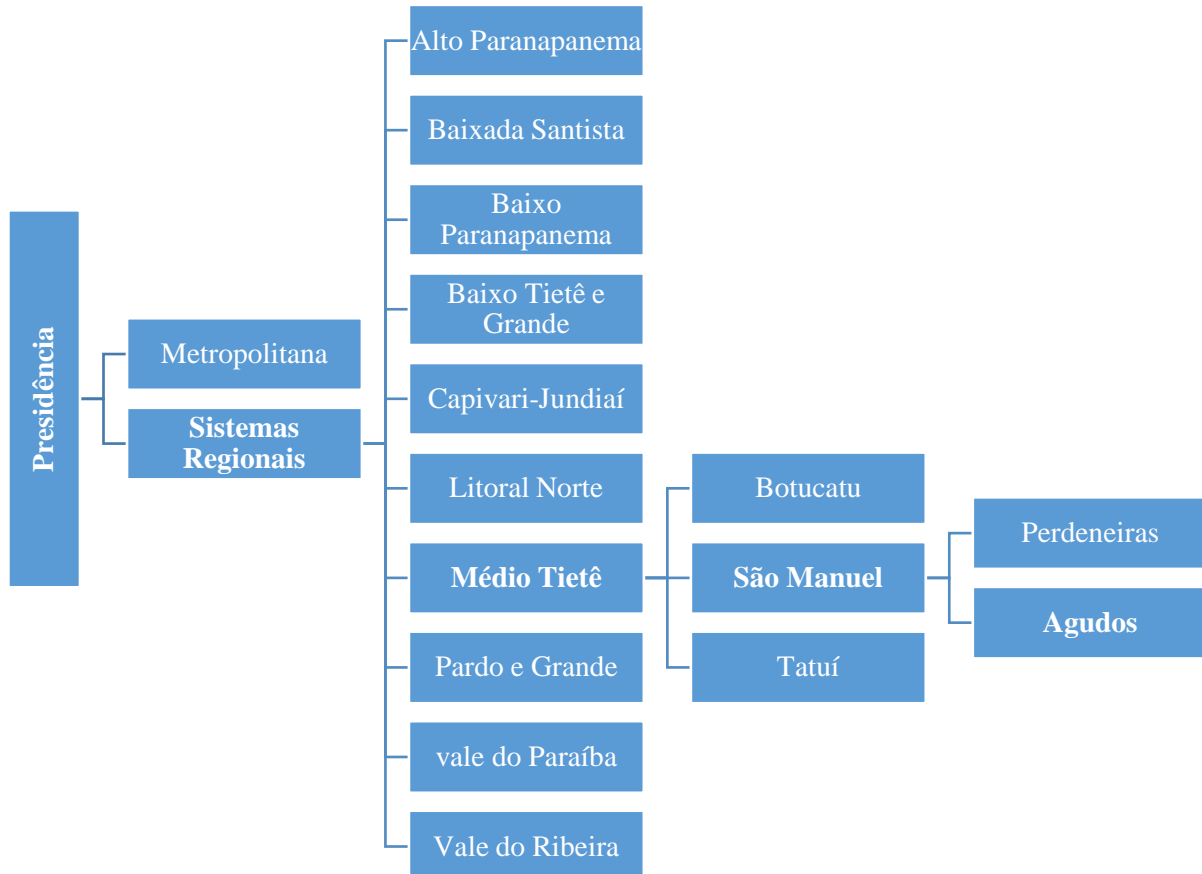 Presidência
Metropolitana
Sistemas
Regionais
Alto Paranapanema
Baixada Santista
Baixo
Paranapanema
Baixo Tietê e
Grande
Capivari-Jundiaí
Litoral Norte
Médio Tietê
Pardo e Grande
vale do Paraíba
Vale do Ribeira
Botucatu
São Manuel
Tatuí
Perdeneiras
Agudos